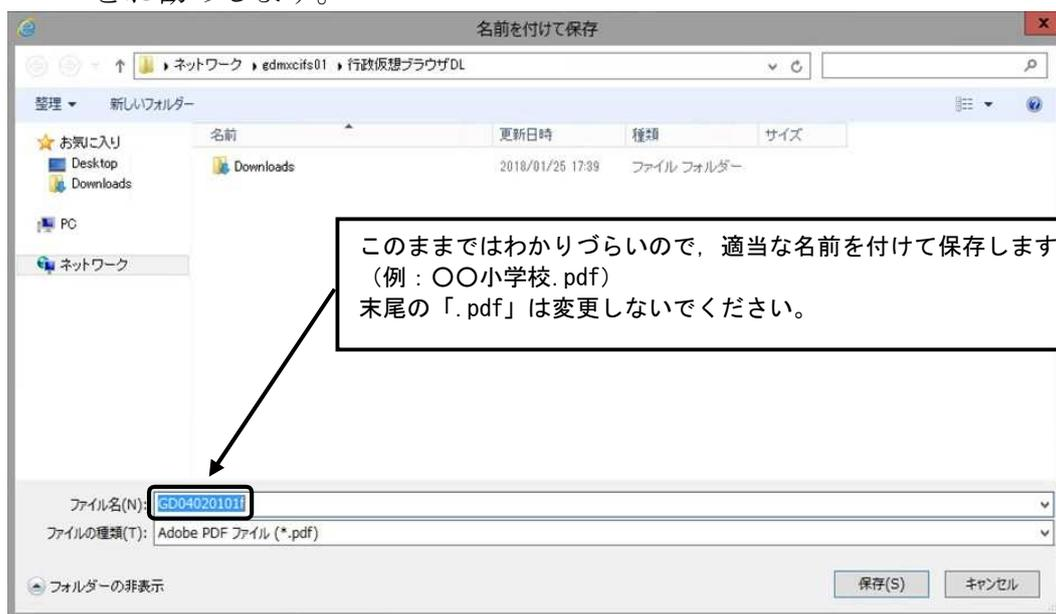 をお勧めします。
名前を付けて保存
x
ネットワーク ▸ gdmxcifs01 ▸ 行政仮想ブラウザDL
整理 ▼ 新しいフォルダー
お気に入り
Desktop
Downloads
PC
ネットワーク
名前 更新日時 種類 サイズ
Downloads 2018/01/25 17:39 ファイル フォルダー
このままではわかりづらいので，適当な名前を付けて保存します
（例：〇〇小学校.pdf）
末尾の「.pdf」は変更しないでください。
ファイル名(N): GD04020101f
ファイルの種類(T): Adobe PDF ファイル (*.pdf)
フォルダーの非表示
保存(S) キャンセル